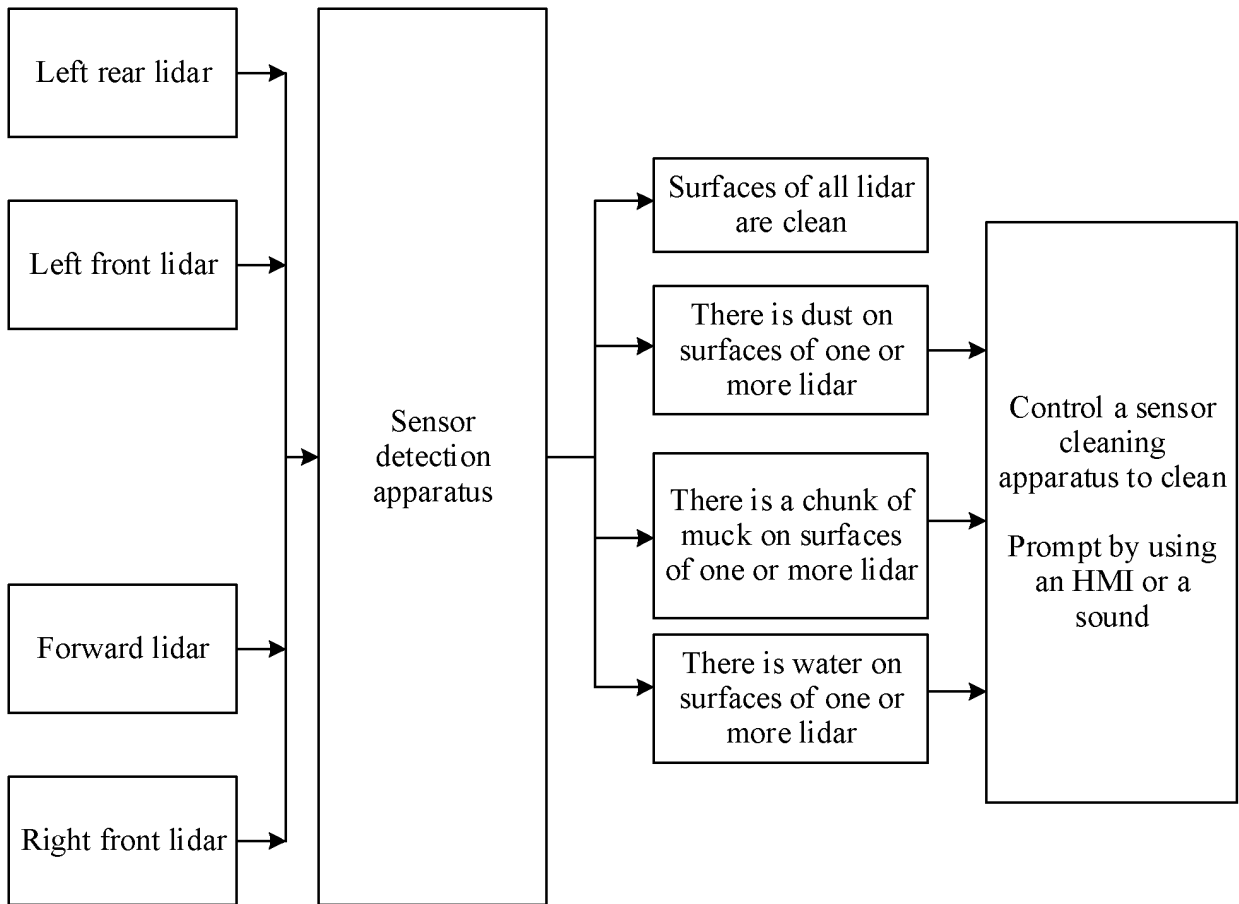 Left rear lidar
Left front lidar
Forward lidar
Right front lidar
Sensor
detection
apparatus
Surfaces of all lidar
are clean
There is dust on
surfaces of one or
more lidar
There is a chunk of
muck on surfaces
of one or more lidar
There is water on
surfaces of one or
more lidar
Control a sensor
cleaning
apparatus to clean
Prompt by using
an HMI or a
sound